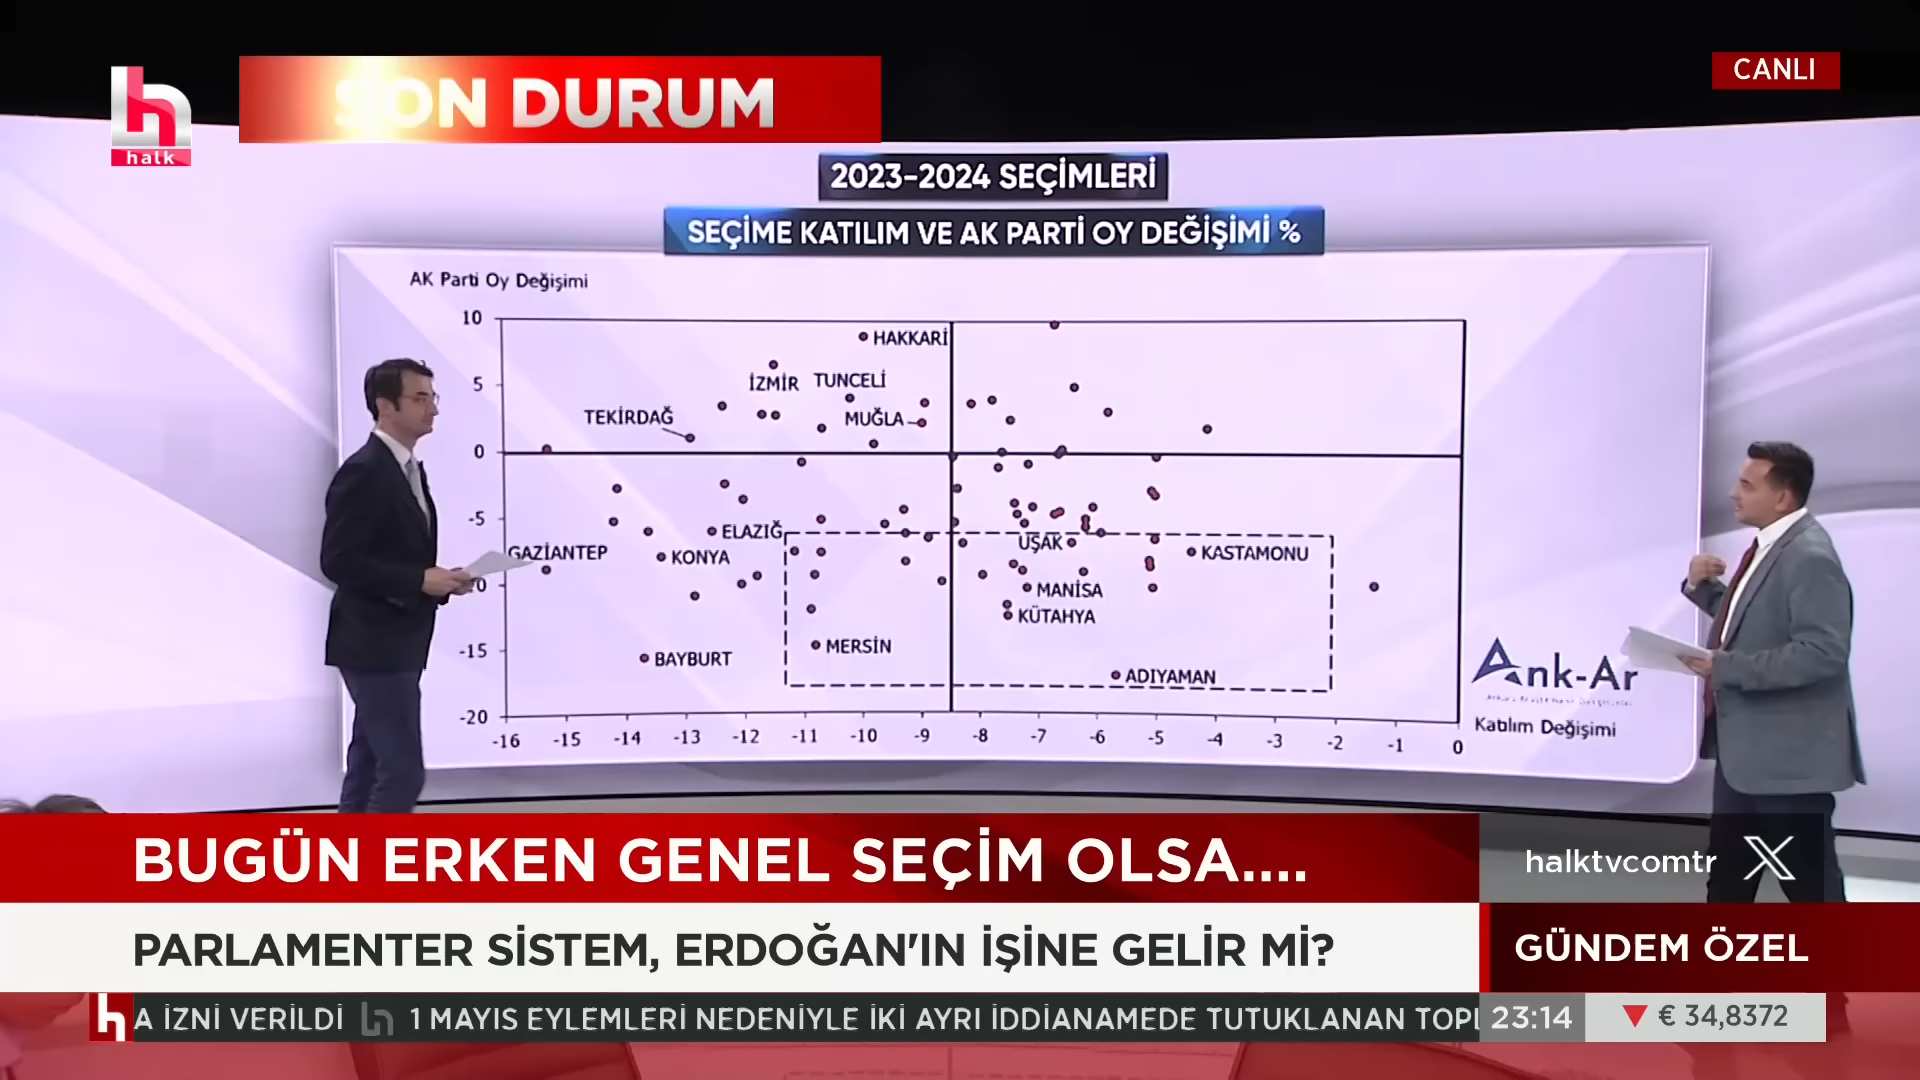 SON DURUM
CANLI
h
halk
2023-2024 SEÇİMLERİ
SEÇİME KATILIM VE AK PARTİ OY DEĞİŞİMİ %
AK Parti Oy Değişimi
10
HAKKARİ
İZMİR TUNCELİ
5
TEKİRDAĞ
MUĞLA
0
-5
ELAZIĞ
UŞAK
GAZİANTEP
KONYA
KASTAMONU
MANİSA
KÜTAHYA
MERSİN
-15
BAYBURT
ADIYAMAN
Ank-Ar
-20
Katılım Değişimi
-16 -15 -14 -13 -12 -11 -10 -9 -8 -7 -6 -5 -4 -3 -2 -1 0
BUGÜN ERKEN GENEL SEÇİM OLSA....
halktvcomtr X
PARLAMENTER SİSTEM, ERDOĞAN'IN İŞİNE GELİR Mİ?
GÜNDEM ÖZEL
h A İZNİ VERİLDİ h 1 MAYIS EYLEMLERİ NEDENİYLE İKİ AYRI İDDİANAMEDE TUTUKLANAN TOPL 23:14 € 34,8372